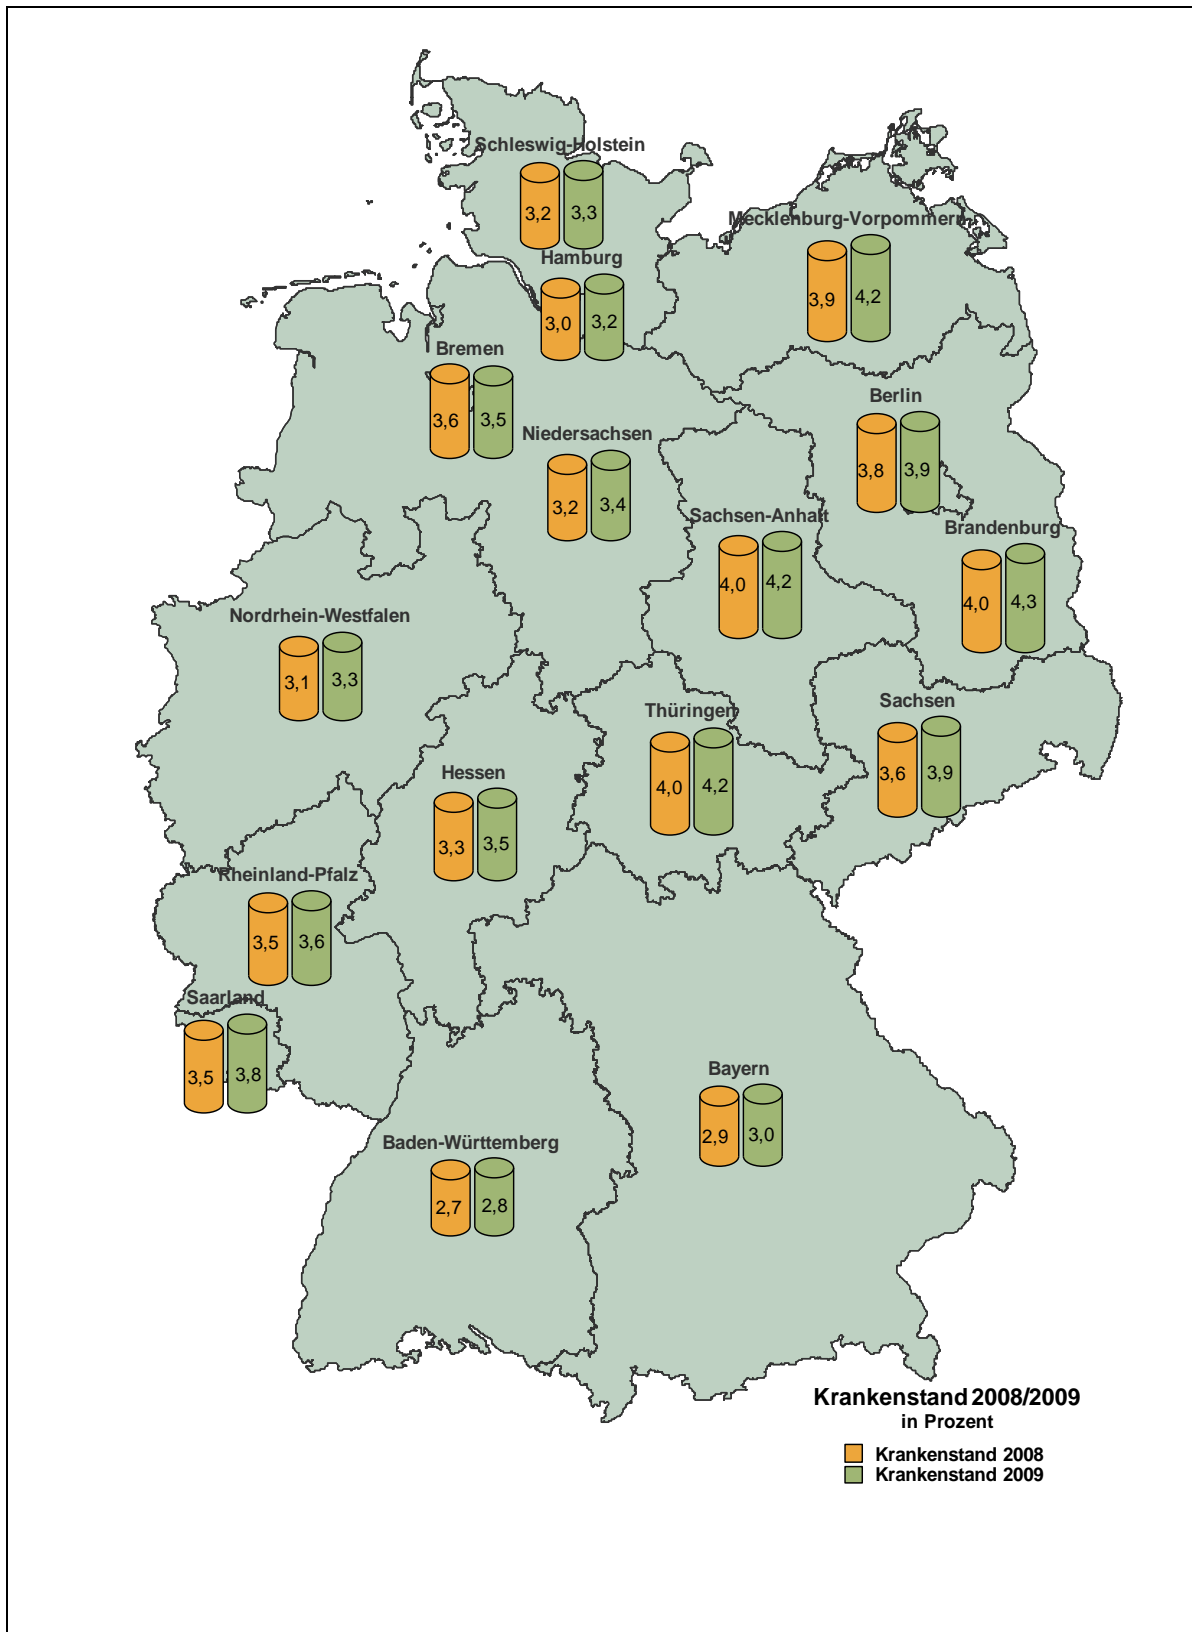 Schleswig-Holstein
3,2 3,3
Mecklenburg-Vorpommern
3,9 4,2
Hamburg
3,0 3,2
Bremen
3,6 3,5
Berlin
3,8 3,9
Niedersachsen
3,2 3,4
Sachsen-Anhalt
4,0 4,2
Brandenburg
4,0 4,3
Nordrhein-Westfalen
3,1 3,3
Thüringen
4,0 4,2
Sachsen
3,6 3,9
Hessen
3,3 3,5
Rheinland-Pfalz
3,5 3,6
Saarland
3,5 3,8
Bayern
2,9 3,0
Baden-Württemberg
2,7 2,8
Krankenstand 2008/2009
in Prozent
Krankenstand 2008
Krankenstand 2009